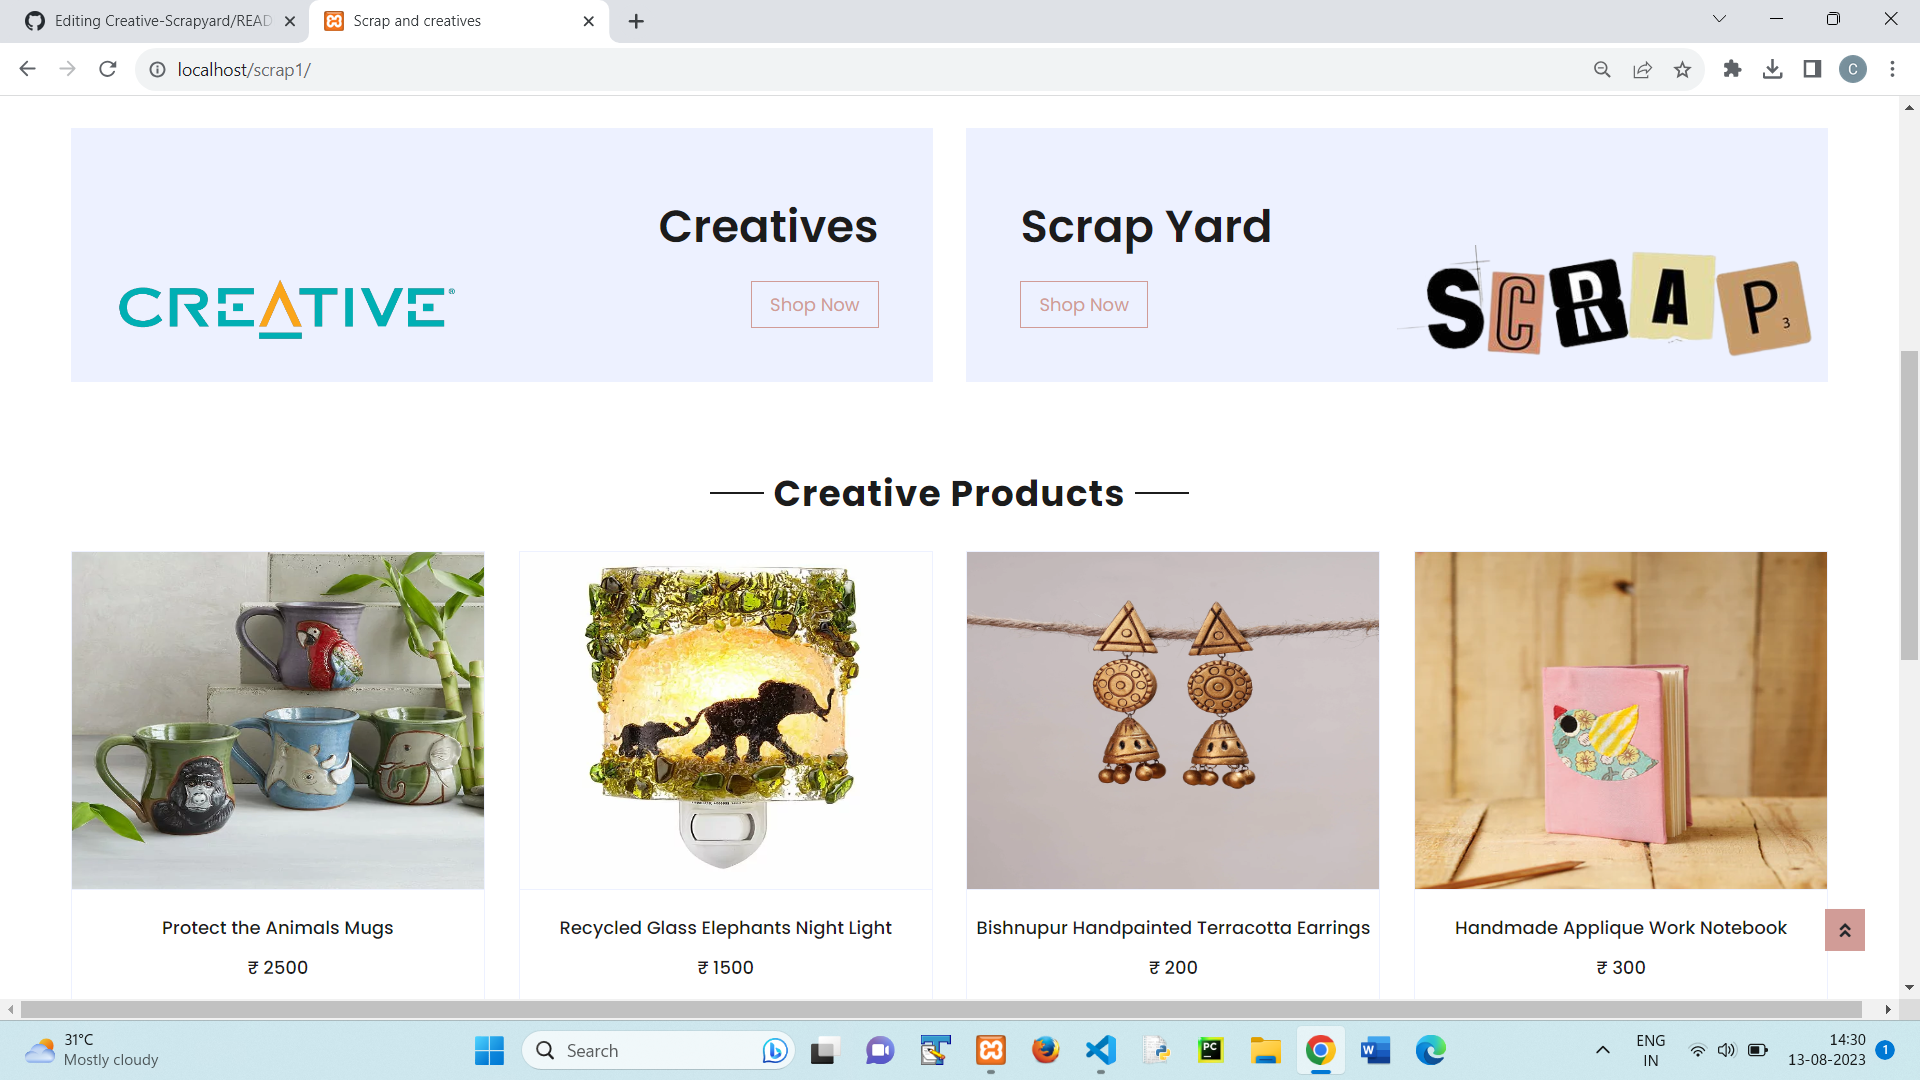 Editing Creative-Scrapyard/READ
Scrap and creatives
localhost/scrap1/
C
Creatives
Shop Now
CREATIVE®
Scrap Yard
Shop Now
SCRAP
3
Creative Products
Protect the Animals Mugs
₹ 2500
Recycled Glass Elephants Night Light
₹ 1500
Bishnupur Handpainted Terracotta Earrings
₹ 200
Handmade Applique Work Notebook
₹ 300
31°C
Mostly cloudy
Search
PC
W
ENG
IN
14:30
13-08-2023
1